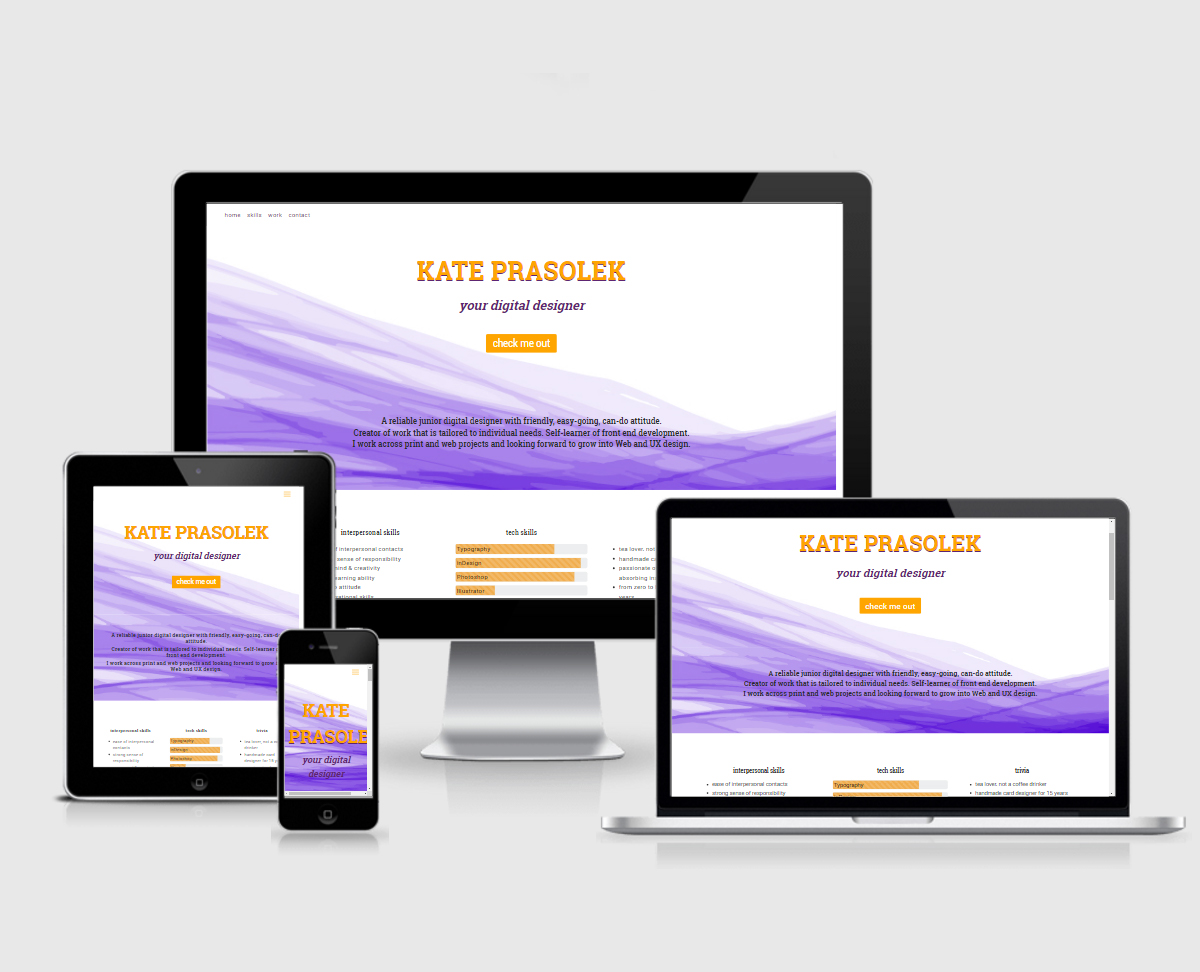 home skills work contact
KATE PRASOLEK
your digital designer
check me out
A reliable junior digital designer with friendly, easy-going, can-do attitude.
Creator of work that is tailored to individual needs. Self-learner of front end development.
I work across print and web projects and looking forward to grow into Web and UX design.
interpersonal skills
interpersonal contacts
sense of responsibility
& creativity
ability
attitude
skills
tech skills
Typography
InDesign
Photoshop
Illustrator
tea lover, not
handmade
passionate
absorbing
from zero to
years
KATE PRASOLEK
your digital designer
check me out
A reliable junior digital designer with friendly, easy-going,
attitude.
Creator of work that is tailored to individual needs. Self-learner
front end development.
I work across print and web projects and looking forward to grow
Web and UX design.
interpersonal skills
ease of interpersonal
contacts
strong sense of
responsibility
tech skills
Typography
InDesign
Photoshop
trivia
tea lover, not a
drinker
handmade card
designer for 15
KATE
PRASOLE
your digital
designer
KATE PRASOLEK
your digital designer
check me out
A reliable junior digital designer with friendly, easy-going, can-do attitude.
Creator of work that is tailored to individual needs. Self-learner of front end development.
I work across print and web projects and looking forward to grow into Web and UX design.
interpersonal skills
ease of interpersonal contacts
strong sense of responsibility
tech skills
Typography
trivia
tea lover, not a coffee drinker
handmade card designer for 15 years